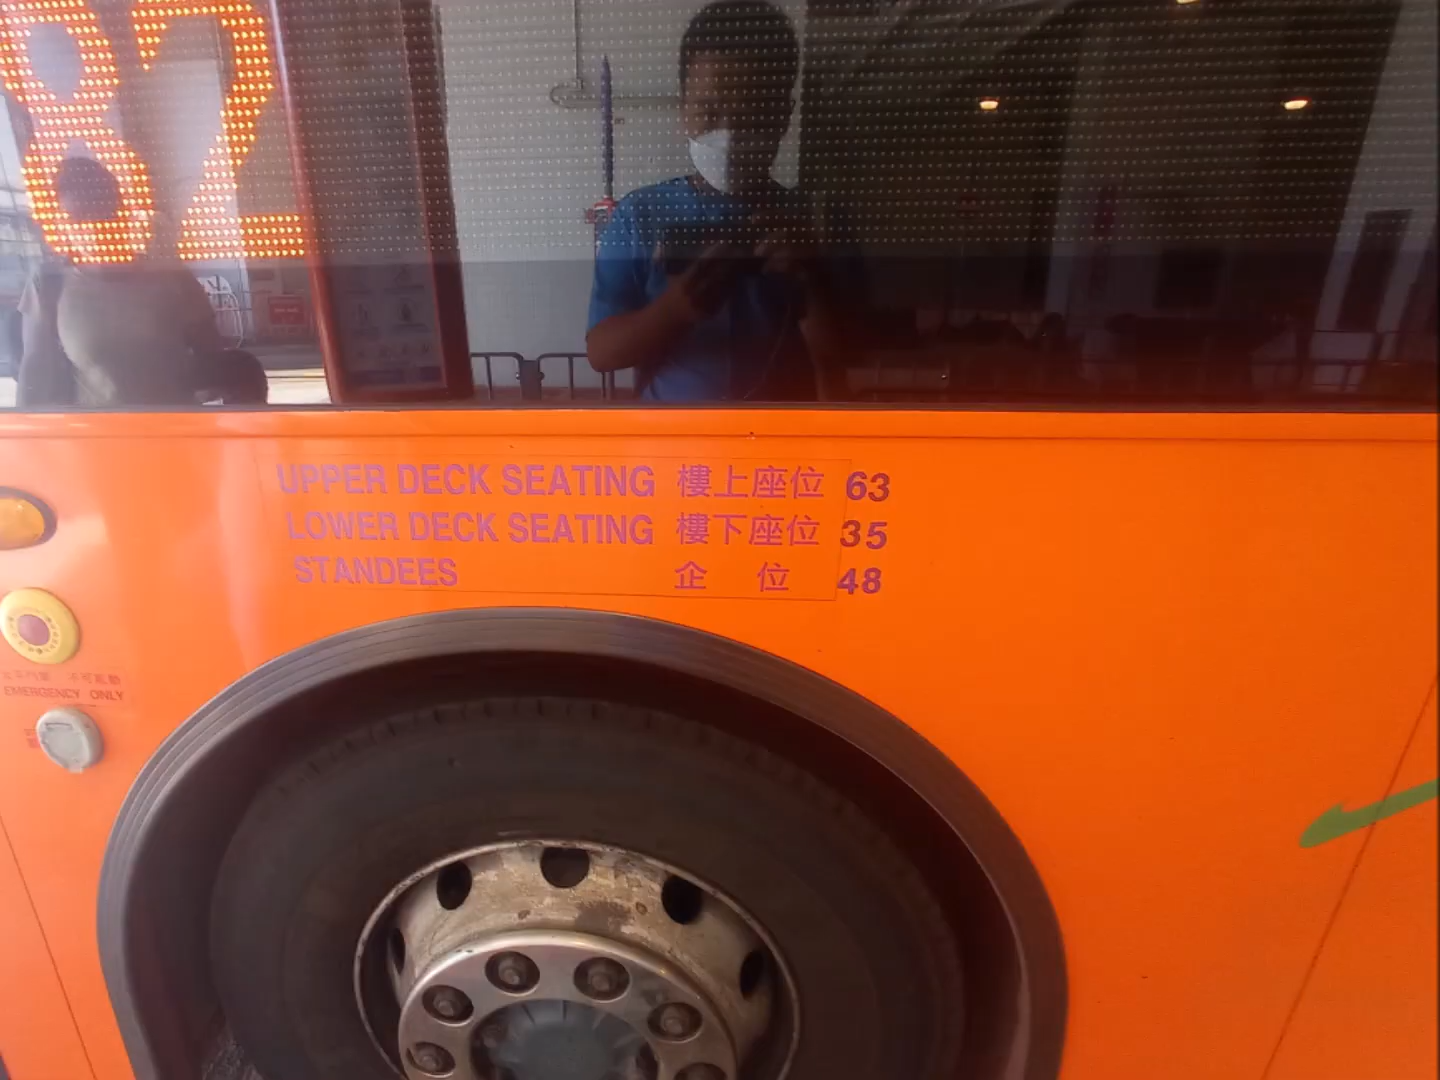 82
UPPER DECK SEATING 樓上座位 63
LOWER DECK SEATING 樓下座位 35
STANDEES 企 位 48
EMERGENCY ONLY